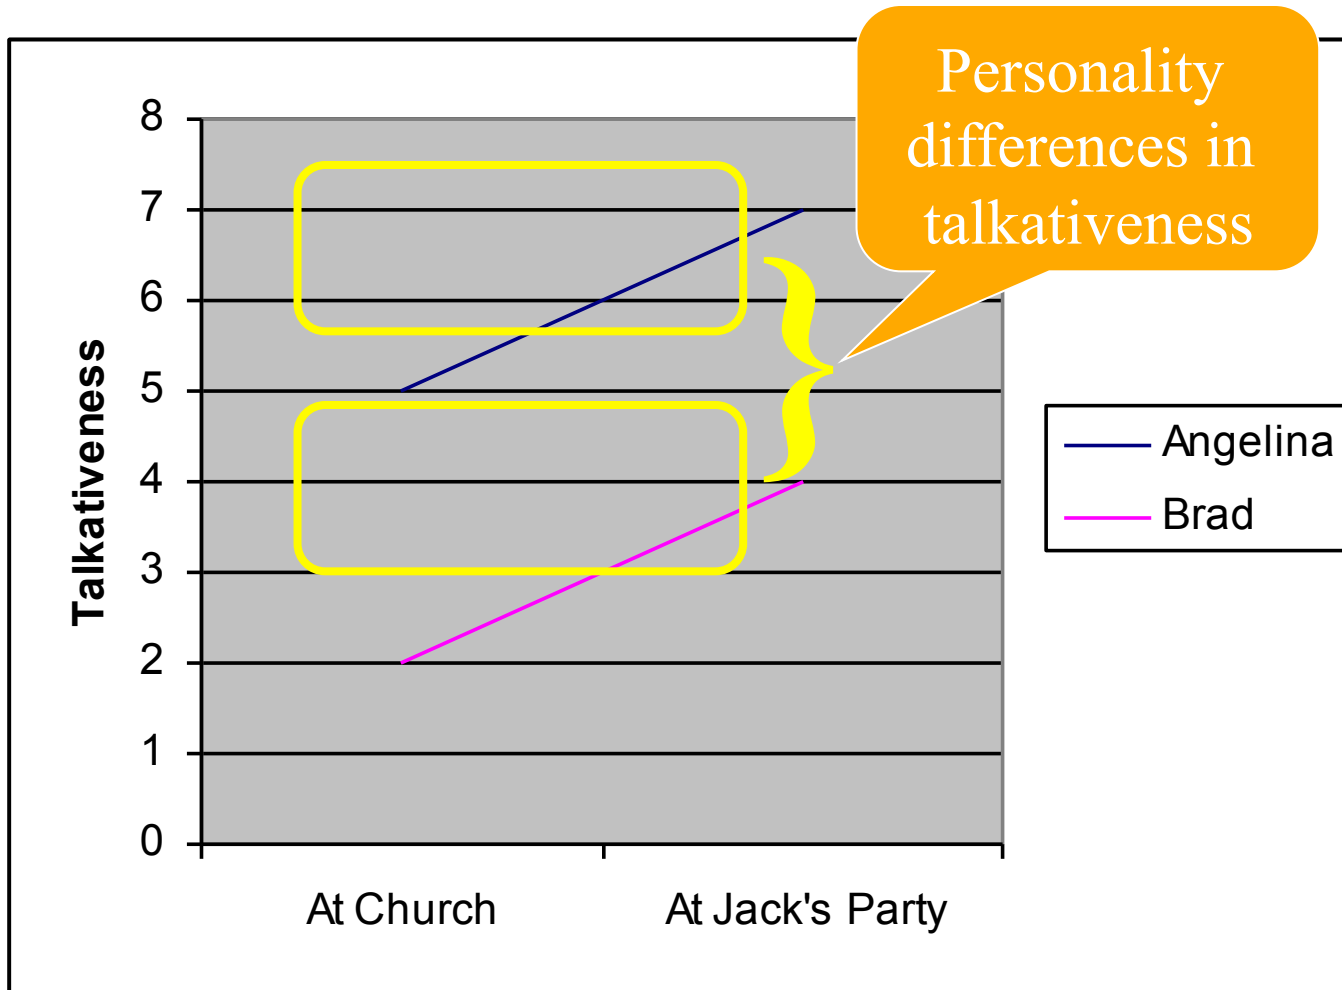 Personality
differences in
talkativeness
8
7
6
5
4
3
2
1
0
Talkativeness
At Church
At Jack's Party
Angelina
Brad